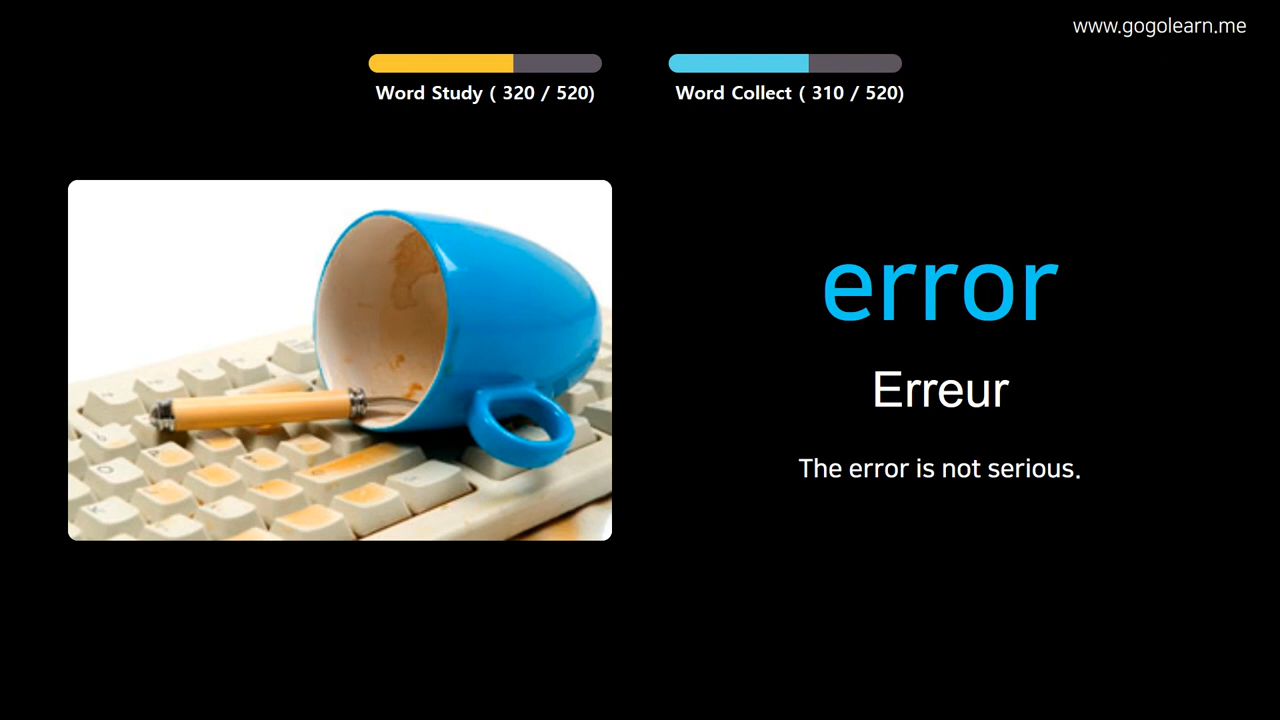 www.gogolearn.me
Word Study ( 320 / 520)
Word Collect ( 310 / 520)
error
Erreur
The error is not serious.